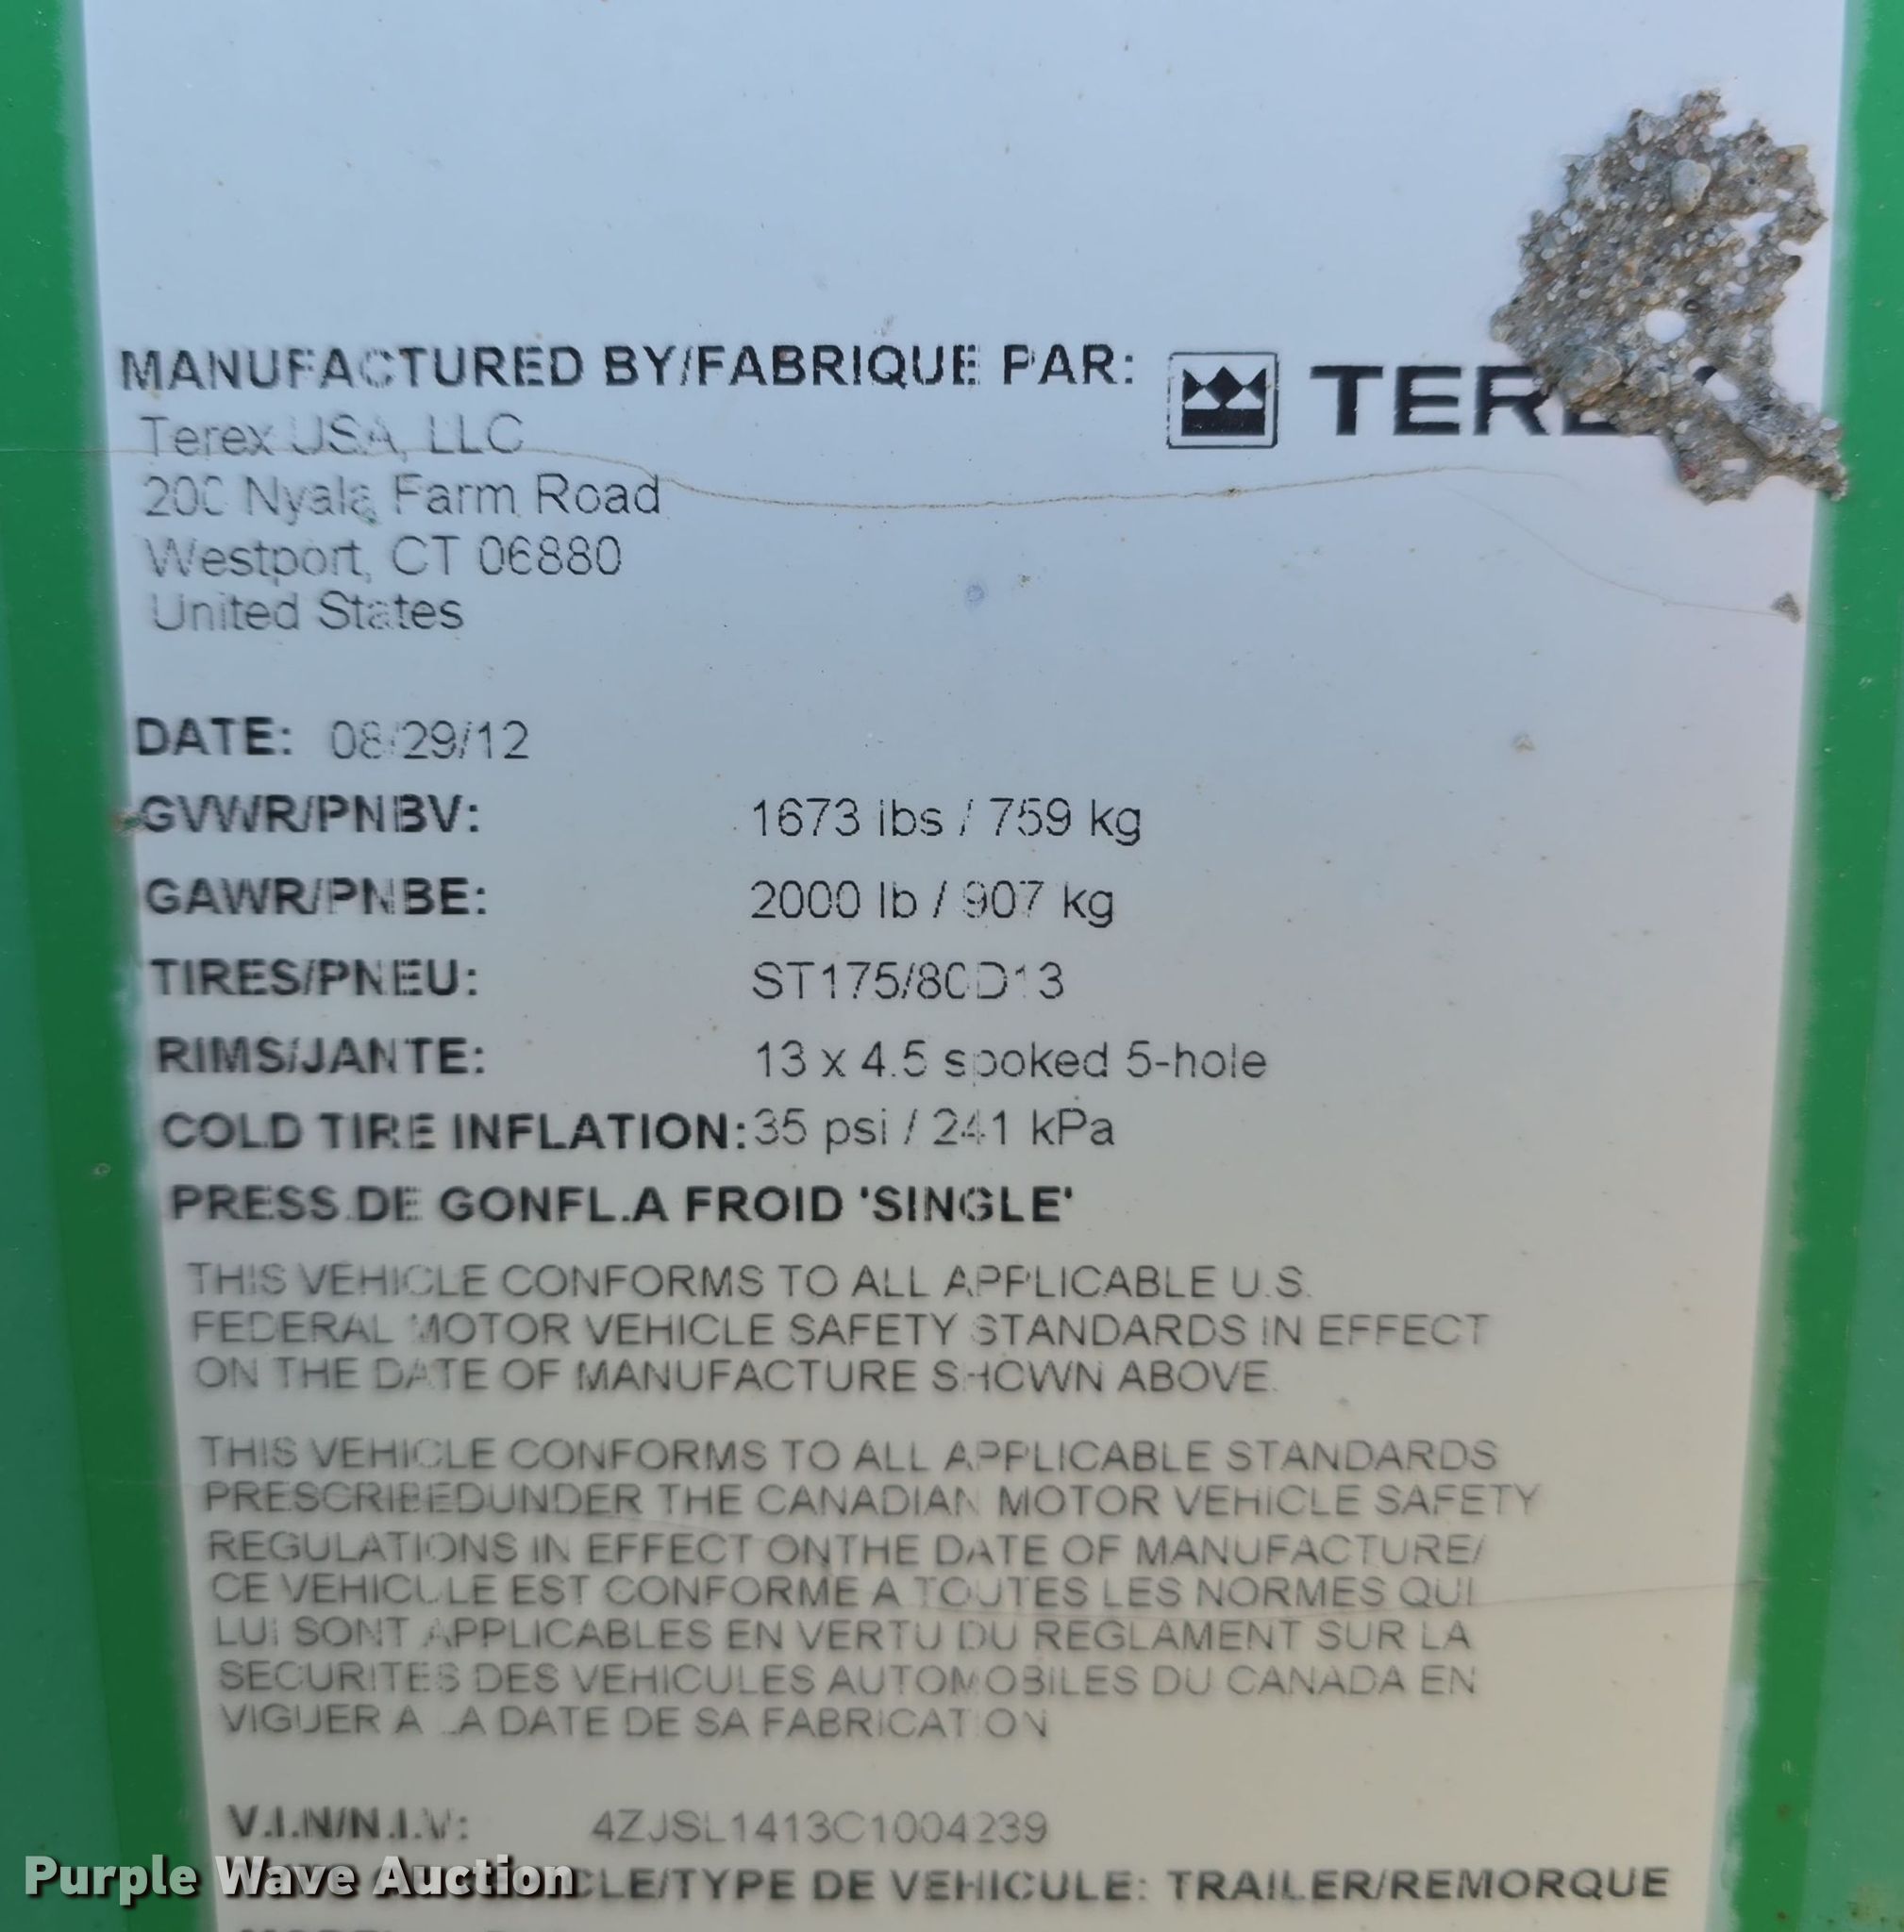 MANUFACTURED BY/FABRIQUE PAR: TEREX
Terex USA, LLC
200 Nyala Farm Road
Westport, CT 06880
United States
DATE: 08/29/12
GVWR/PNBV: 1673 lbs / 759 kg
GAWR/PNBE: 2000 lb / 907 kg
TIRES/PNEU: ST175/80D13
RIMS/JANTE: 13 x 4.5 spoked 5-hole
COLD TIRE INFLATION: 35 psi / 241 kPa
PRESS.DE GONFL.A FROID 'SINGLE'
THIS VEHICLE CONFORMS TO ALL APPLICABLE U.S.
FEDERAL MOTOR VEHICLE SAFETY STANDARDS IN EFFECT
ON THE DATE OF MANUFACTURE SHOWN ABOVE.
THIS VEHICLE CONFORMS TO ALL APPLICABLE STANDARDS
PRESCRIBEDUNDER THE CANADIAN MOTOR VEHICLE SAFETY
REGULATIONS IN EFFECT ONTHE DATE OF MANUFACTURE/
CE VEHICULE EST CONFORME A TOUTES LES NORMES QUI
LUI SONT APPLICABLES EN VERTU DU REGLAMENT SUR LA
SECURITES DES VEHICULES AUTOMOBILES DU CANADA EN
VIGUER A LA DATE DE SA FABRICATION
V.I.N/N.I.V: 4ZJSL1413C1004239
Purple Wave Auction
CLE/TYPE DE VEHICULE: TRAILER/REMORQUE